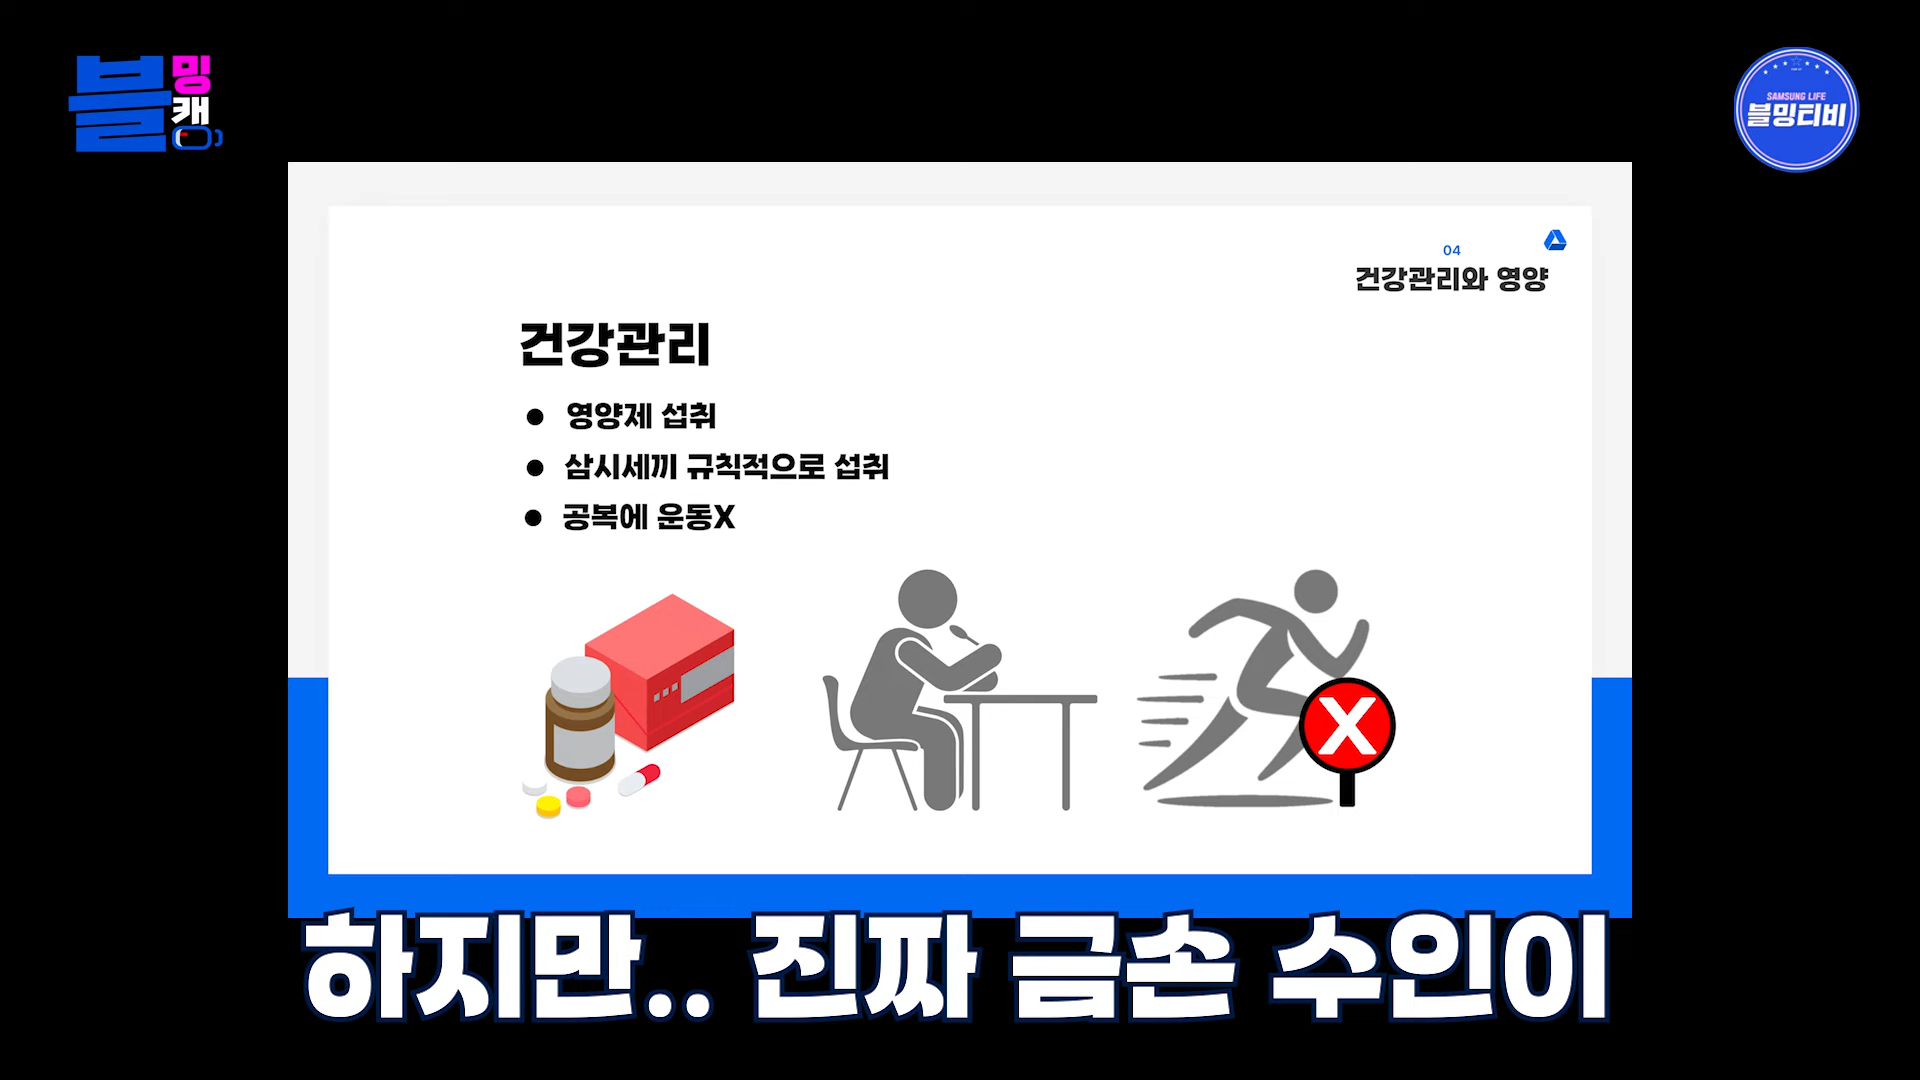 블밍캠
SAMSUNG LIFE
블밍티비
04
건강관리와 영양
건강관리
● 영양제 섭취
● 삼시세끼 규칙적으로 섭취
● 공복에 운동X
X
하지만.. 진짜 금손 수인이